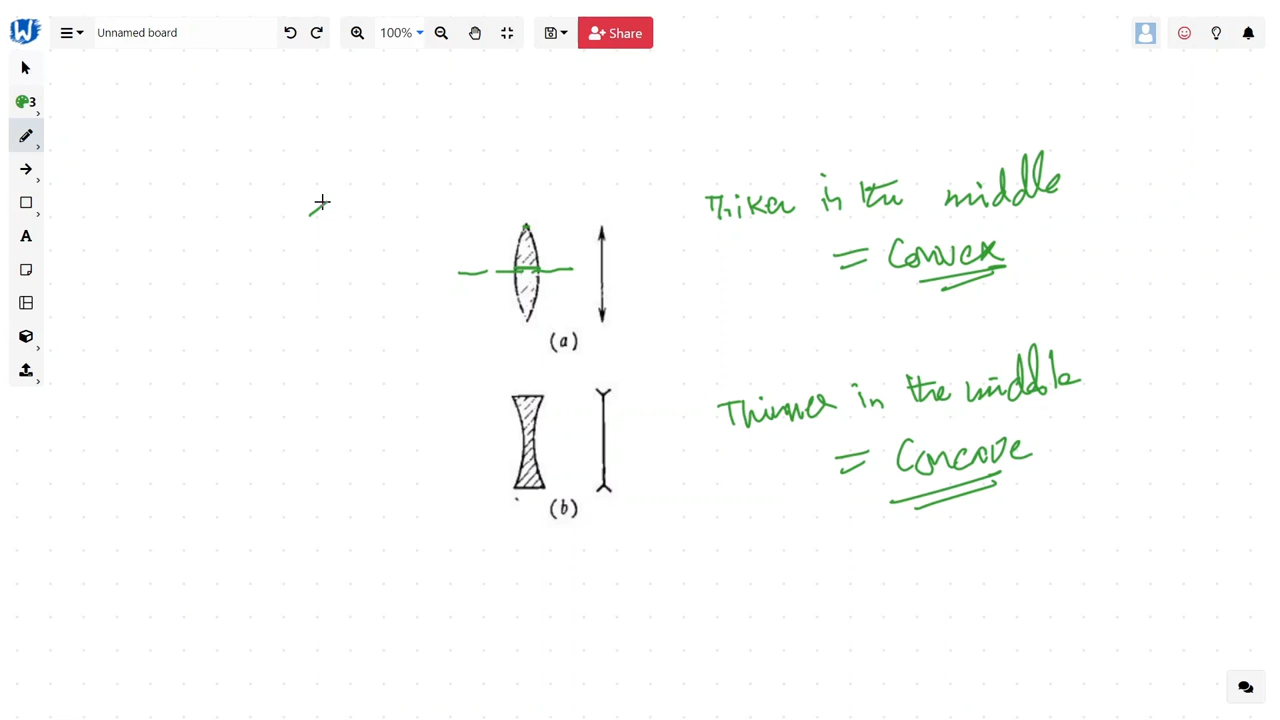 Unnamed board
100%
Share
3
A
Thiker in the middle
= Convex
(a)
Thinner in the middle
= Concave
(b)